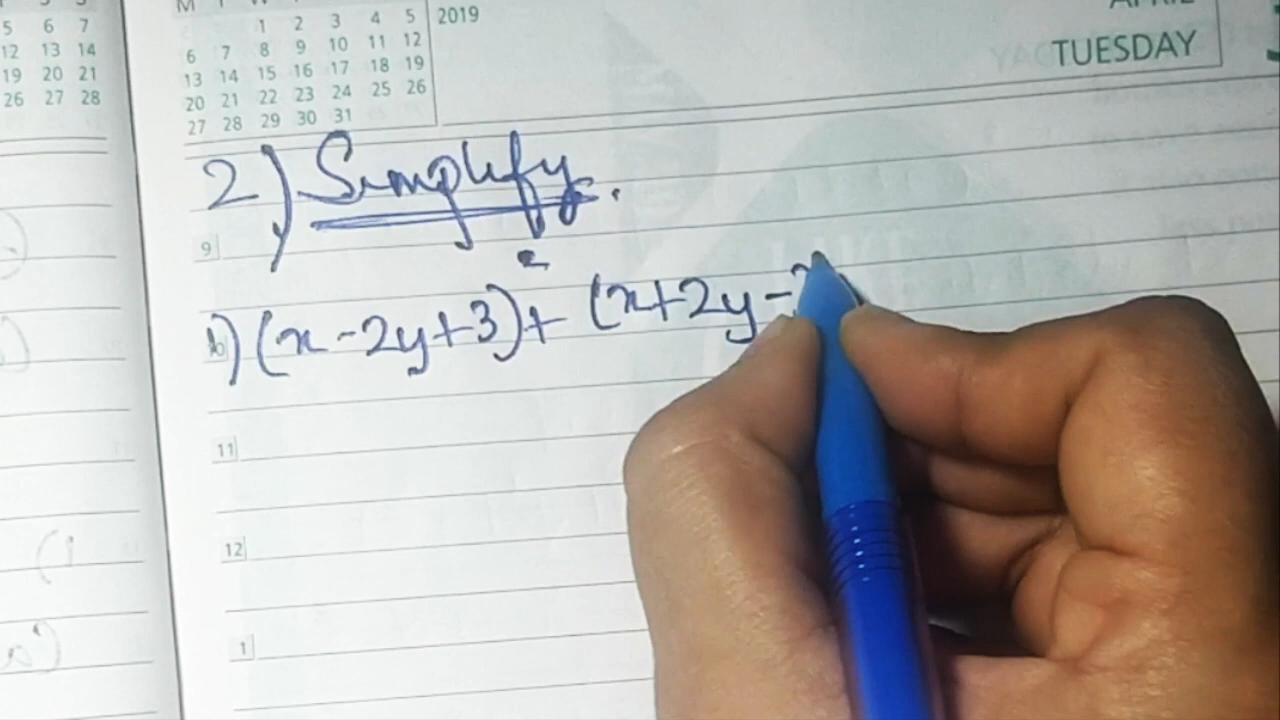 5 6 7
12 13 14
19 20 21
26 27 28
1 2 3 4 5
6 7 8 9 10 11 12
13 14 15 16 17 18 19
20 21 22 23 24 25 26
27 28 29 30 31
2019
TUESDAY
2) Simplify.
9
b) (x-2y+3)+ (x+2y-
11
12
1